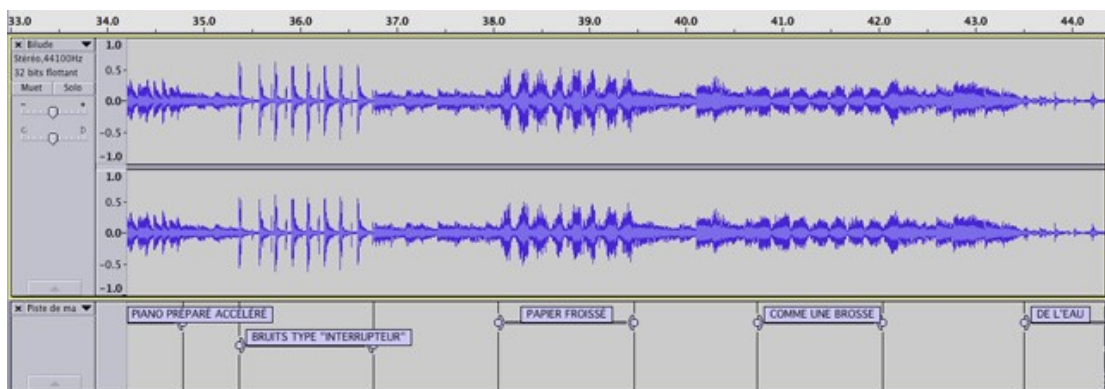 33.0 34.0 35.0 36.0 37.0 38.0 39.0 40.0 41.0 42.0 43.0 44.0
Bilude
Stéréo,44100Hz
32 bits flottant
Muet Solo
- +
G D
1.0
0.5-
0.0-
-0.5-
-1.0
1.0
0.5-
0.0-
-0.5-
-1.0
Piste de ma
PIANO PRÉPARÉ ACCÉLÉRÉ
PAPIER FROISSÉ
COMME UNE BROSSE
DE L'EAU
BRUITS TYPE "INTERRUPTEUR"